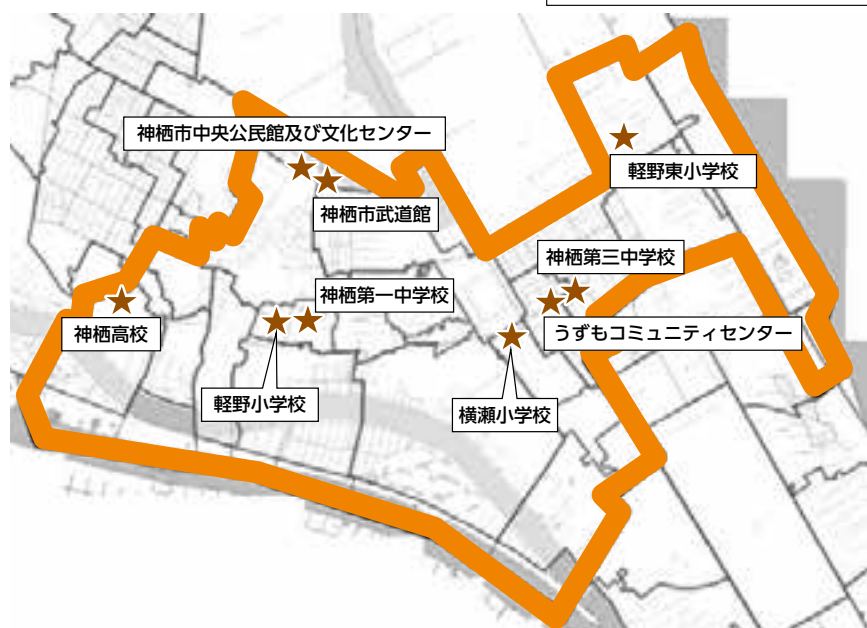 神栖市中央公民館及び文化センター
軽野東小学校
神栖市武道館
神栖第三中学校
神栖第一中学校
神栖高校
うずもコミュニティセンター
軽野小学校
横瀬小学校